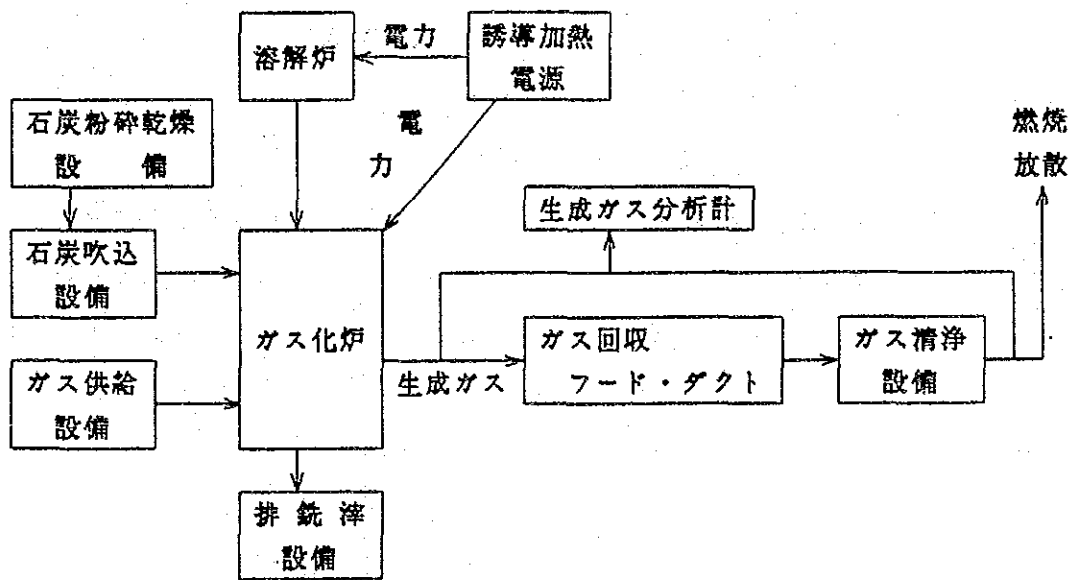 溶解炉
電力
誘導加熱
電源
石炭粉砕乾燥
設備
電
力
燃焼
放散
生成ガス分析計
石炭吹込
設備
ガス化炉
生成ガス
ガス回収
フード・ダクト
ガス清浄
設備
ガス供給
設備
排銑滓
設備